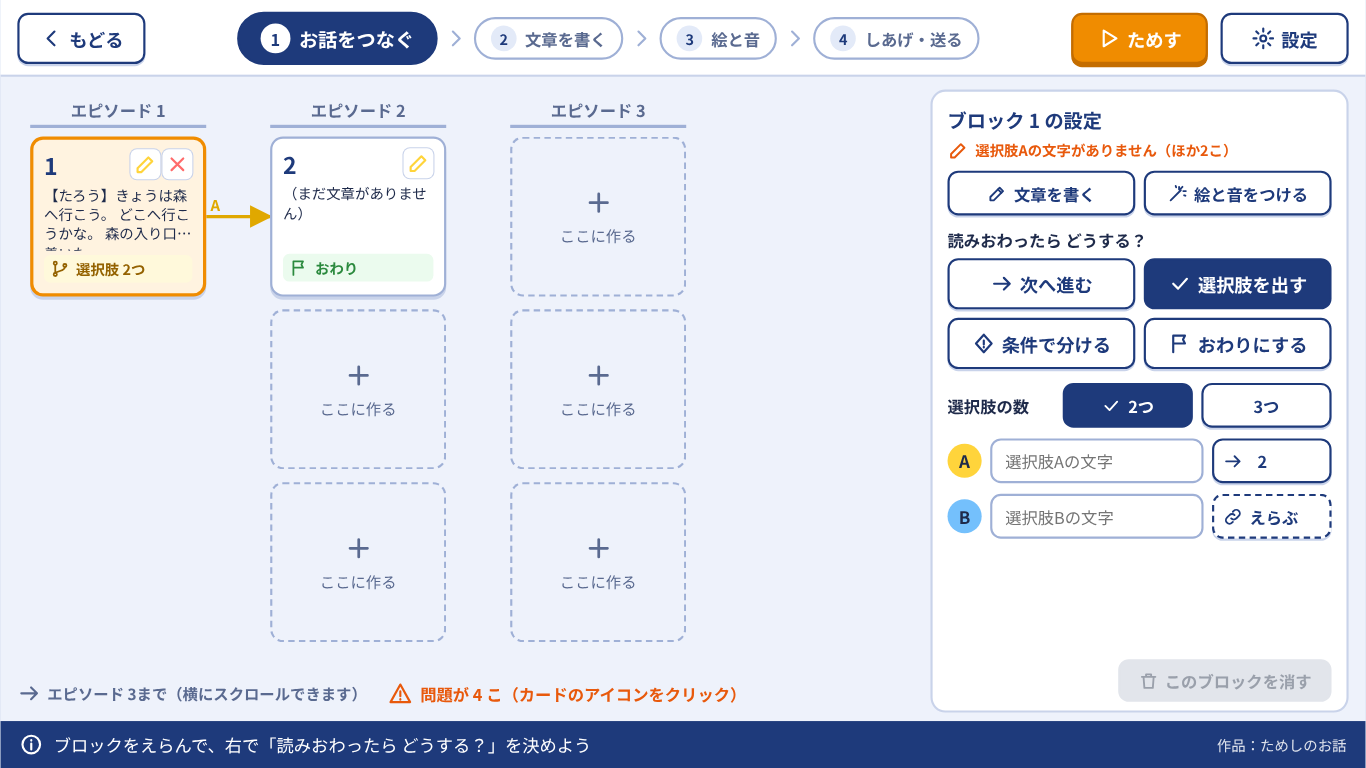 もどる
1 お話をつなぐ
2 文章を書く
3 絵と音
4 しあげ・送る
ためす
設定
エピソード 1
エピソード 2
エピソード 3
1
【たろう】きょうは森
へ行こう。 どこへ行こ
うかな。 森の入り口…
選択肢 2つ
A
2
（まだ文章がありませ
ん）
おわり
ここに作る
ここに作る
ここに作る
ここに作る
ここに作る
ブロック 1 の設定
選択肢Aの文字がありません（ほか2こ）
文章を書く
絵と音をつける
読みおわったら どうする？
次へ進む
選択肢を出す
条件で分ける
おわりにする
選択肢の数
2つ
3つ
A 選択肢Aの文字 2
B 選択肢Bの文字 えらぶ
このブロックを消す
エピソード 3まで（横にスクロールできます）
問題が 4 こ（カードのアイコンをクリック）
ブロックをえらんで、右で「読みおわったら どうする？」を決めよう
作品：ためしのお話